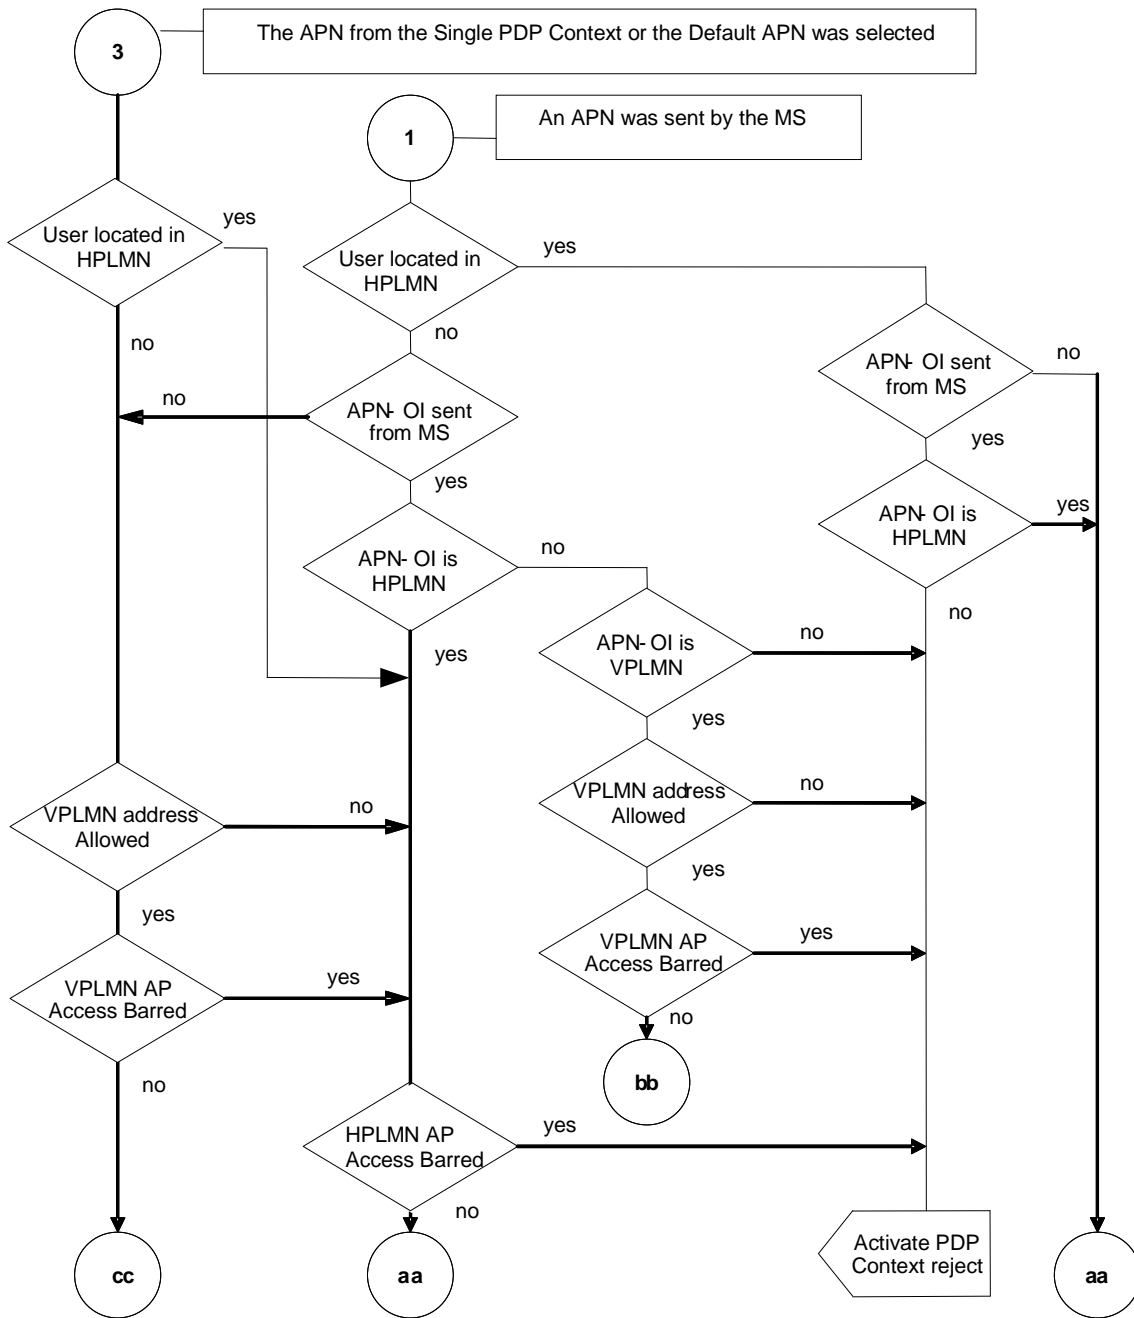 3
The APN from the Single PDP Context or the Default APN was selected
1
An APN was sent by the MS
User located in
HPLMN
yes
no
User located in
HPLMN
yes
no
APN- OI sent
from MS
no
yes
APN- OI sent
from MS
no
yes
APN- OI is
HPLMN
no
yes
APN- OI is
HPLMN
yes
no
APN- OI is
VPLMN
no
yes
VPLMN address
Allowed
no
yes
VPLMN address
Allowed
no
yes
VPLMN AP
Access Barred
yes
no
VPLMN AP
Access Barred
yes
no
bb
HPLMN AP
Access Barred
yes
no
cc
aa
Activate PDP
Context reject
aa